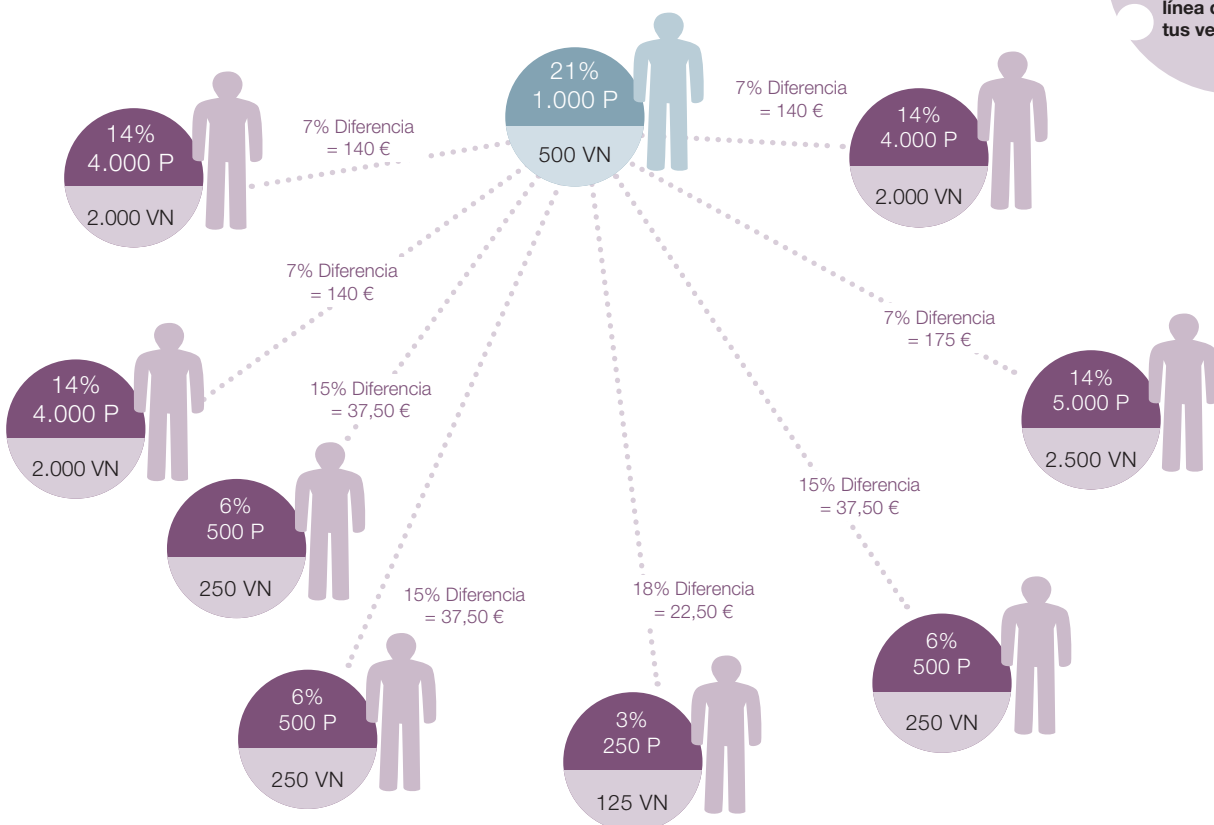 línea
tus
21%
1.000 P
500 VN
7% Diferencia
= 140 €
14%
4.000 P
2.000 VN
7% Diferencia
= 140 €
14%
4.000 P
2.000 VN
7% Diferencia
= 140 €
14%
4.000 P
2.000 VN
7% Diferencia
= 175 €
14%
5.000 P
2.500 VN
15% Diferencia
= 37,50 €
6%
500 P
250 VN
15% Diferencia
= 37,50 €
6%
500 P
250 VN
18% Diferencia
= 22,50 €
3%
250 P
125 VN
15% Diferencia
= 37,50 €
6%
500 P
250 VN